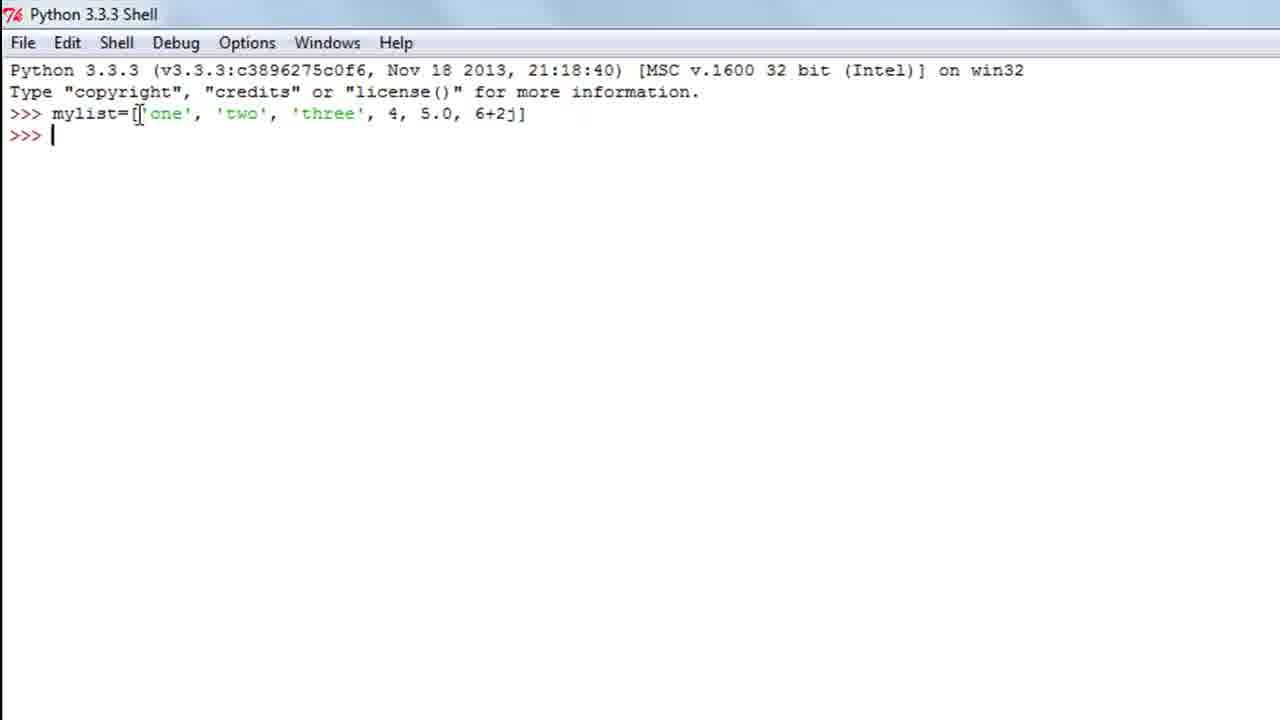 Python 3.3.3 Shell
File Edit Shell Debug Options Windows Help
Python 3.3.3 (v3.3.3:c3896275c0f6, Nov 18 2013, 21:18:40) [MSC v.1600 32 bit (Intel)] on win32
Type "copyright", "credits" or "license()" for more information.
>>> mylist=['one', 'two', 'three', 4, 5.0, 6+2j]
>>>